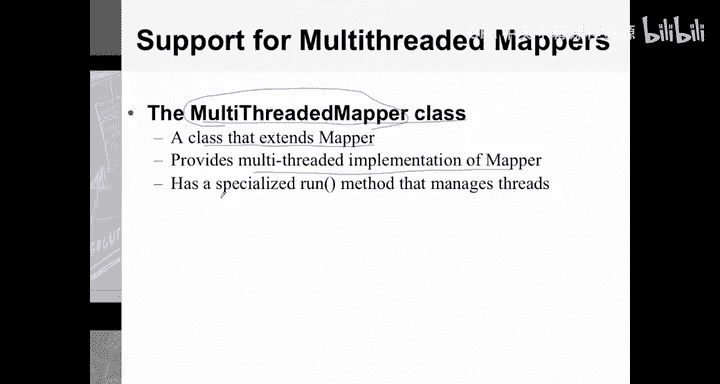 Support for Multithreaded Mappers
bilibili
• The MultiThreadedMapper class
– A class that extends Mapper
– Provides multi-threaded implementation of Mapper
– Has a specialized run() method that manages threads